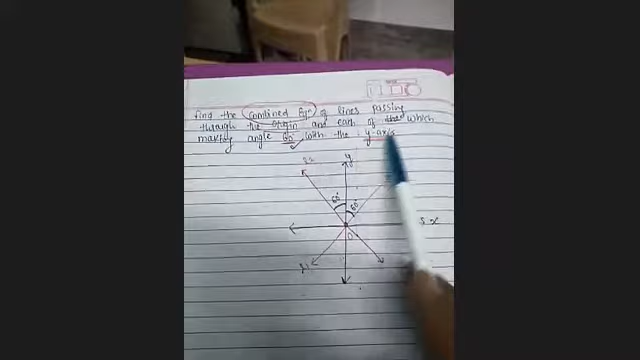 find the Combined Eqⁿ of lines passing
through the Origin and each of the which
making angle 60° with the y-axis
y
60°
60°
x
O